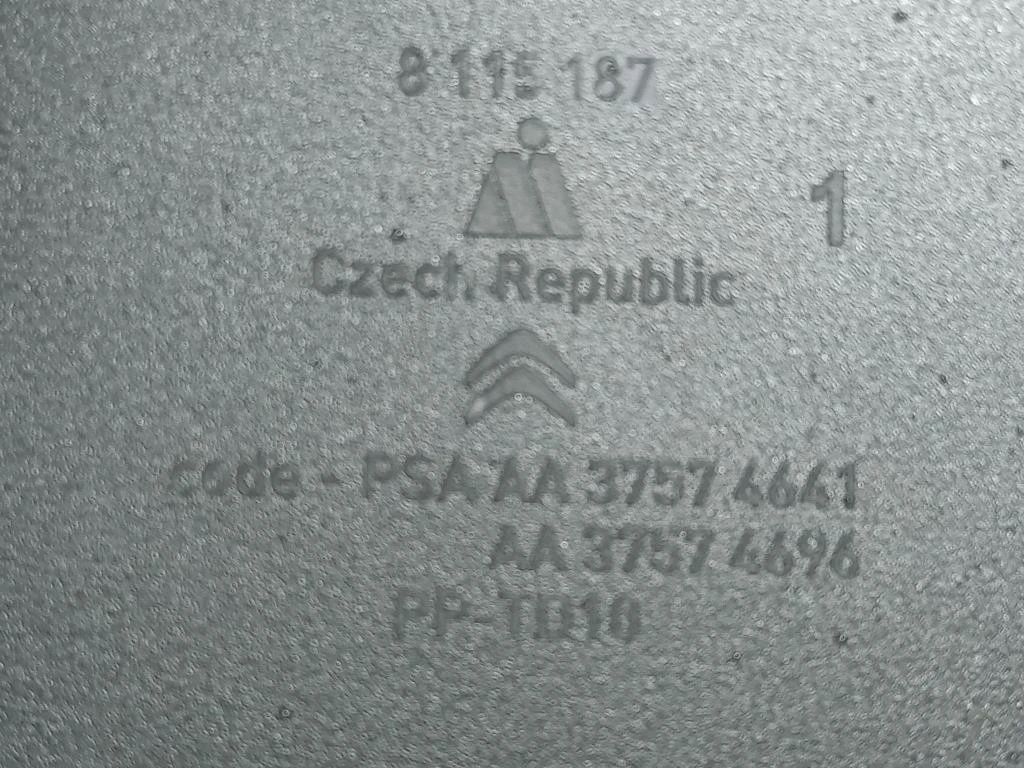 8 115 187
1
Czech Republic
code - PSA AA 3757 4641
AA 3757 4696
PP-TD10